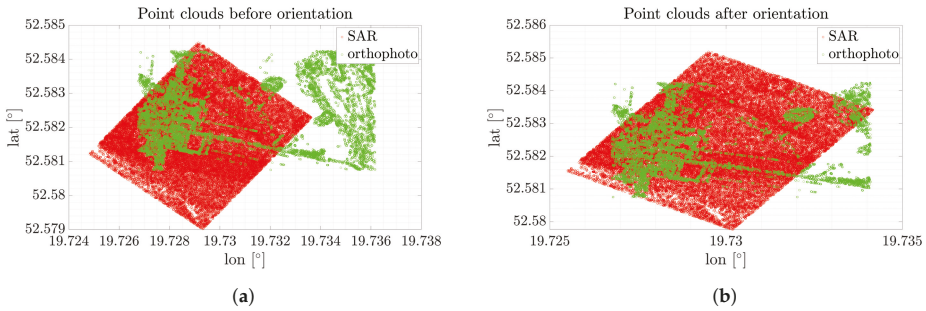 Point clouds before orientation
52.585
52.584
52.583
52.582
52.581
52.58
52.579
lat [°]
SAR
orthophoto
19.724
19.726
19.728
19.73
19.732
19.734
19.736
19.738
lon [°]
(a)
Point clouds after orientation
52.586
52.585
52.584
52.583
52.582
52.581
52.58
lat [°]
SAR
orthophoto
19.725
19.73
19.735
lon [°]
(b)